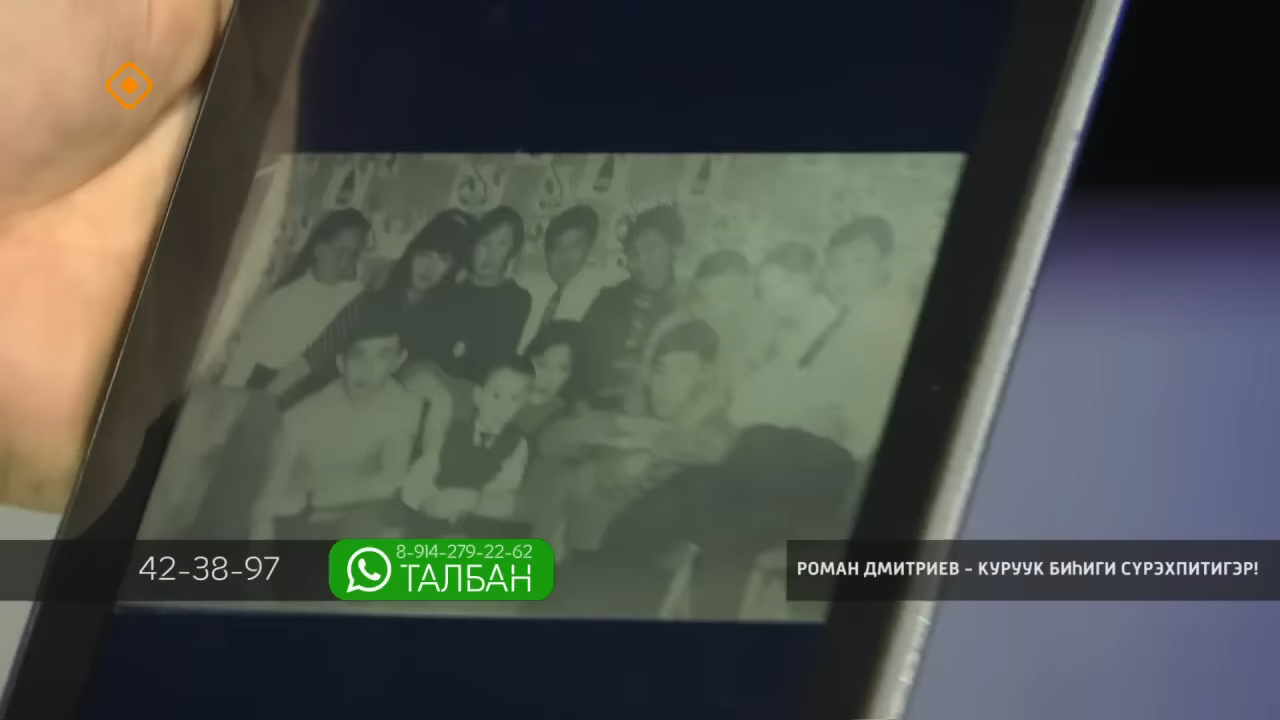 42-38-97
8-914-279-22-62
ТАЛБАН
РОМАН ДМИТРИЕВ - КУРУУК БИҺИГИ СҮРЭХПИТИГЭР!